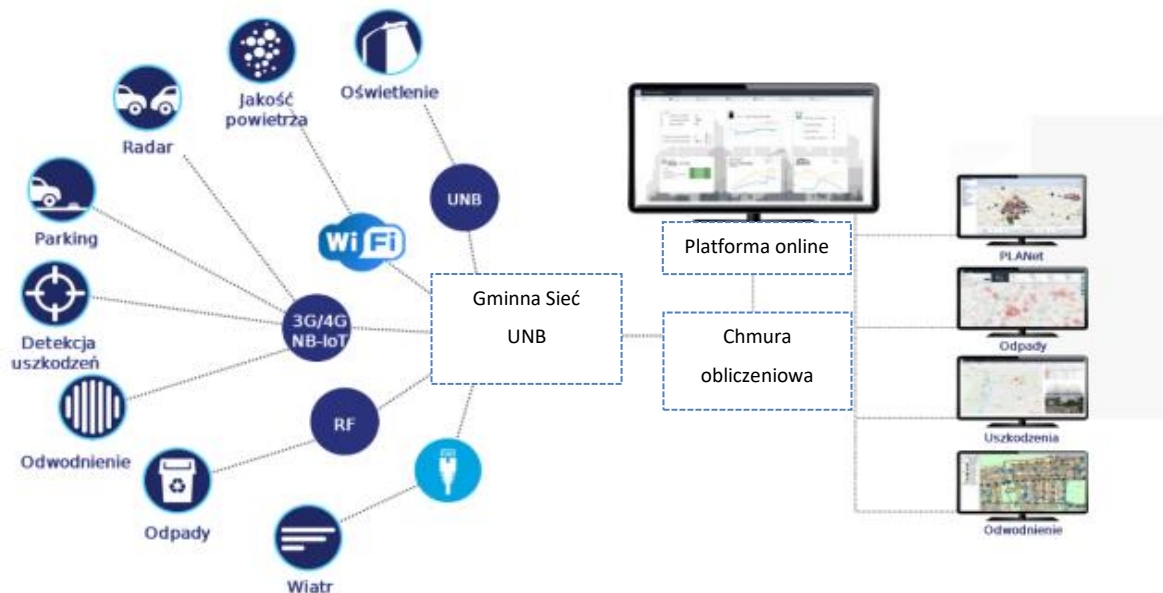 Oświetlenie
Jakość
powietrza
Radar
UNB
Parking
WiFi
Platforma online
PLANet
Gminna Sieć
UNB
3G/4G
NB-IoT
Detekcja
uszkodzeń
Chmura
obliczeniowa
Odpady
RF
Uszkodzenia
Odwodnienie
Odpady
Odwodnienie
Wiatr